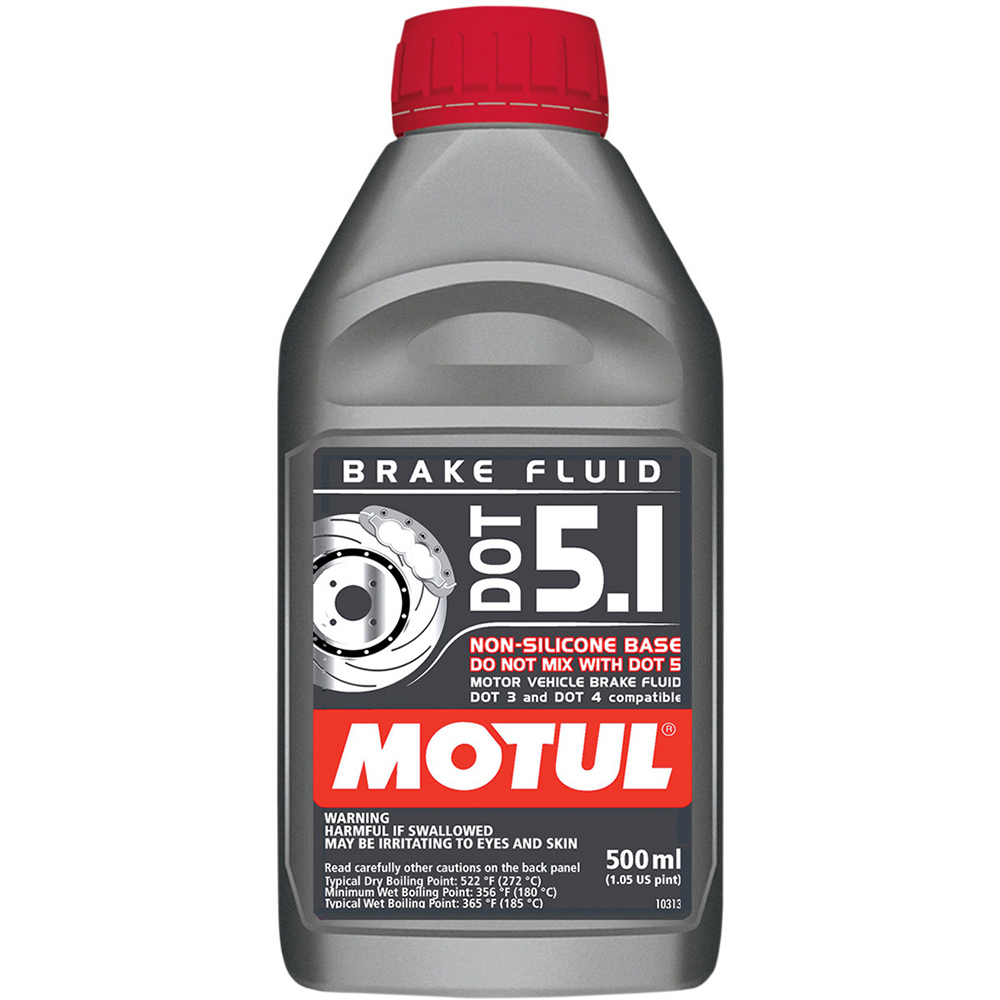 BRAKE FLUID
DOT 5.1
NON-SILICONE BASE
DO NOT MIX WITH DOT 5
MOTOR VEHICLE BRAKE FLUID
DOT 3 and DOT 4 compatible
MOTUL®
WARNING
HARMFUL IF SWALLOWED
MAY BE IRRITATING TO EYES AND SKIN
Read carefully other cautions on the back panel
Typical Dry Boiling Point: 522 °F (272 °C)
Minimum Wet Boiling Point: 356 °F (180 °C)
Typical Wet Boiling Point: 365 °F (185 °C)
500 ml
(1.05 US pint)
10313